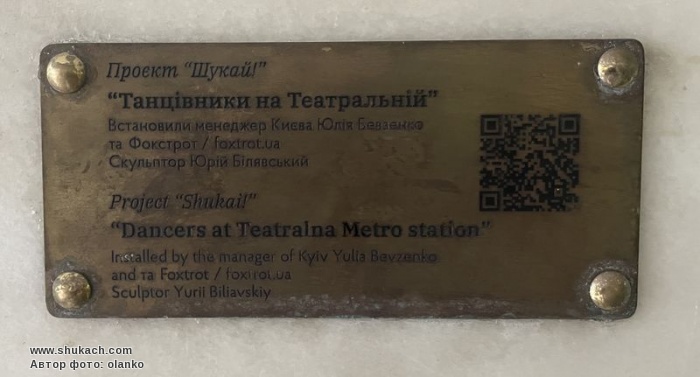 Проєкт “Шукай!”
“Танцівники на Театральній”
Встановили менеджер Києва Юлія Бевзенко
та Фокстрот / foxtrot.ua
Скульптор Юрій Білявський
Project “Shukai!”
“Dancers at Teatralna Metro station”
Installed by the manager of Kyiv Yulia Bevzenko
and та Foxtrot / foxtrot.ua
Sculptor Yurii Biliavskiy
www.shukach.com
Автор фото: olanko